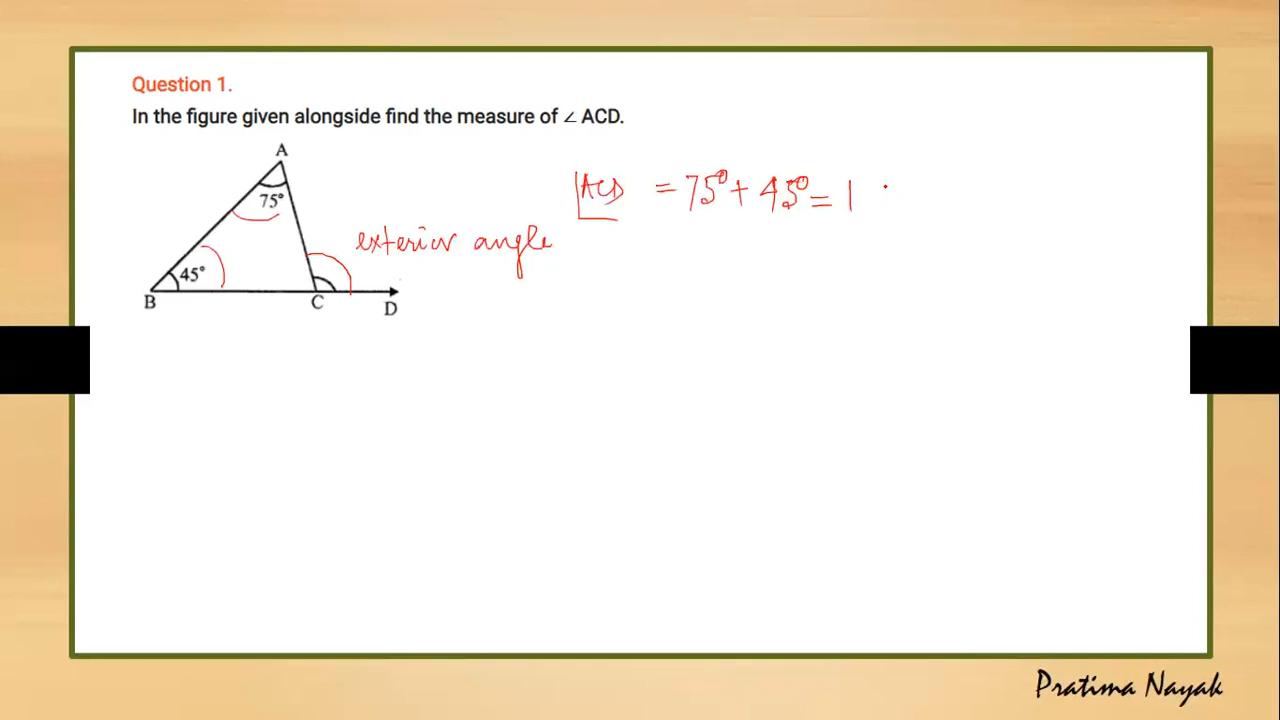 Question 1.
In the figure given alongside find the measure of ∠ ACD.
A
75°
ACD = 75° + 45° = 1
exterior angle
45°
B
C
D
Pratima Nayak